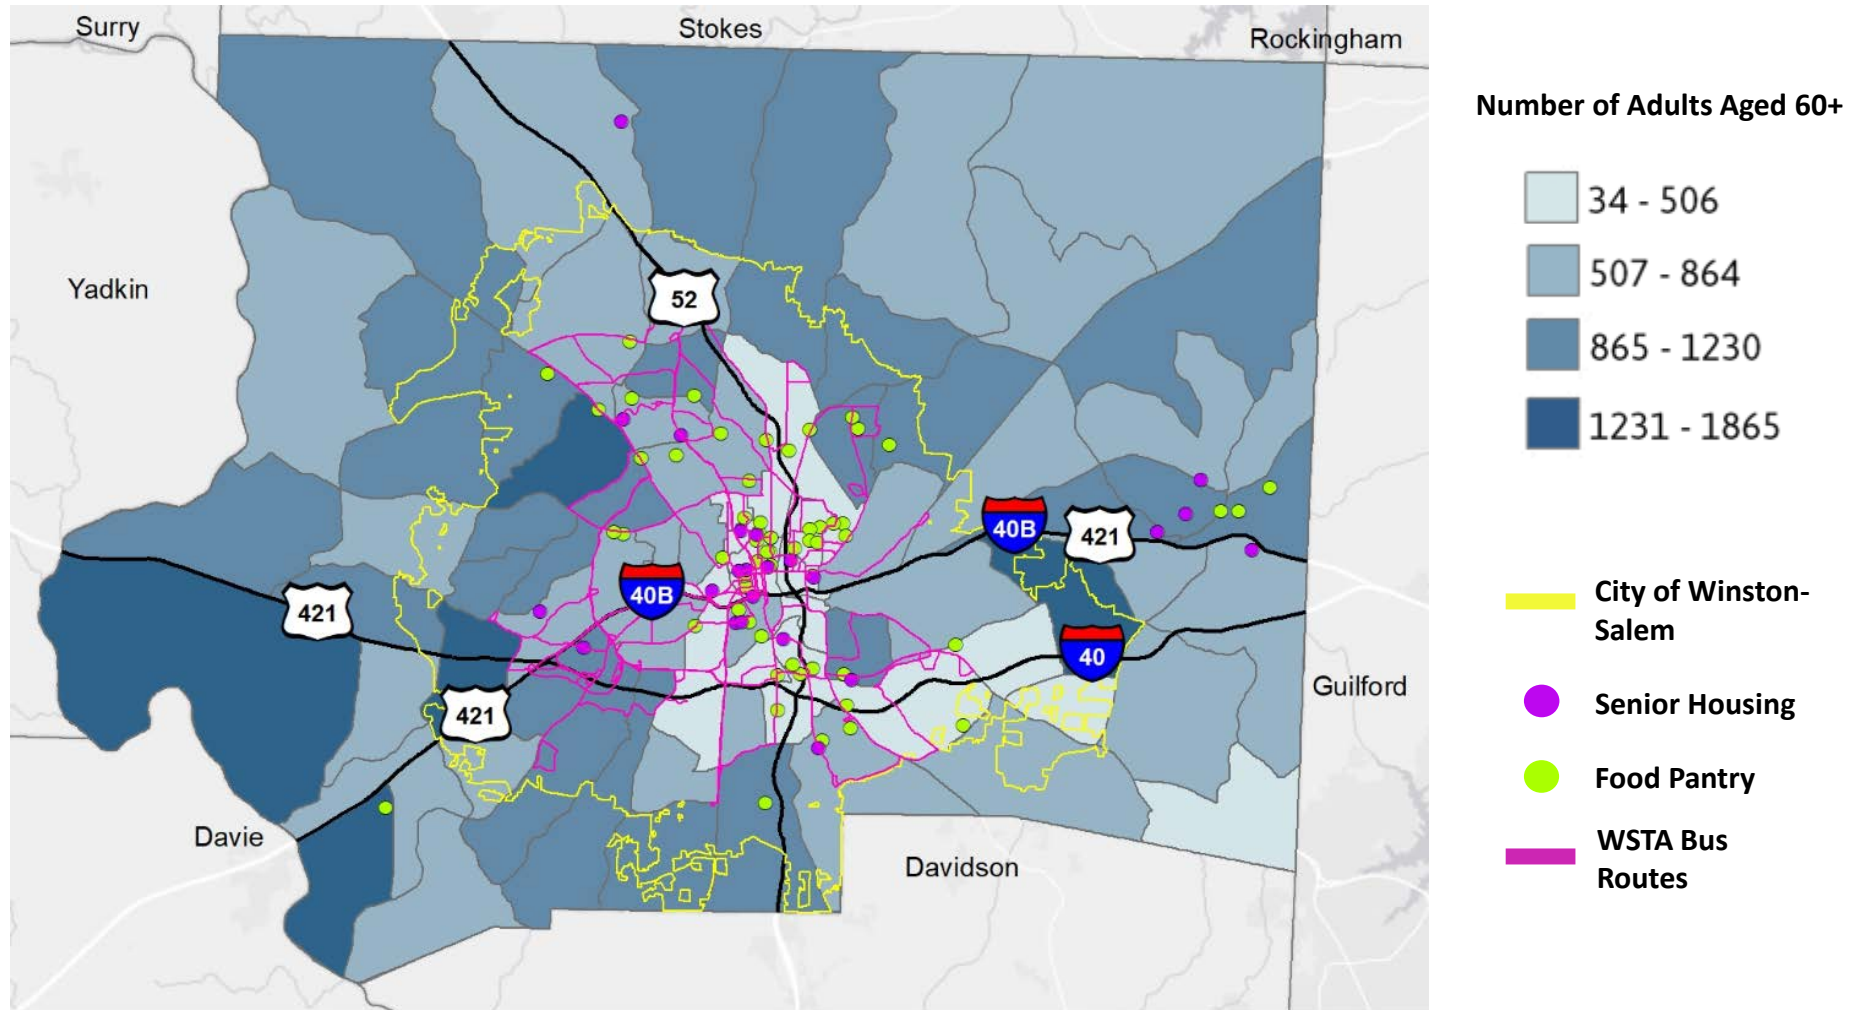 Surry
Stokes
Rockingham
Yadkin
52
40B
421
421
40B
40
421
Guilford
Davie
Davidson
Number of Adults Aged 60+
34 - 506
507 - 864
865 - 1230
1231 - 1865
City of Winston-
Salem
Senior Housing
Food Pantry
WSTA Bus
Routes